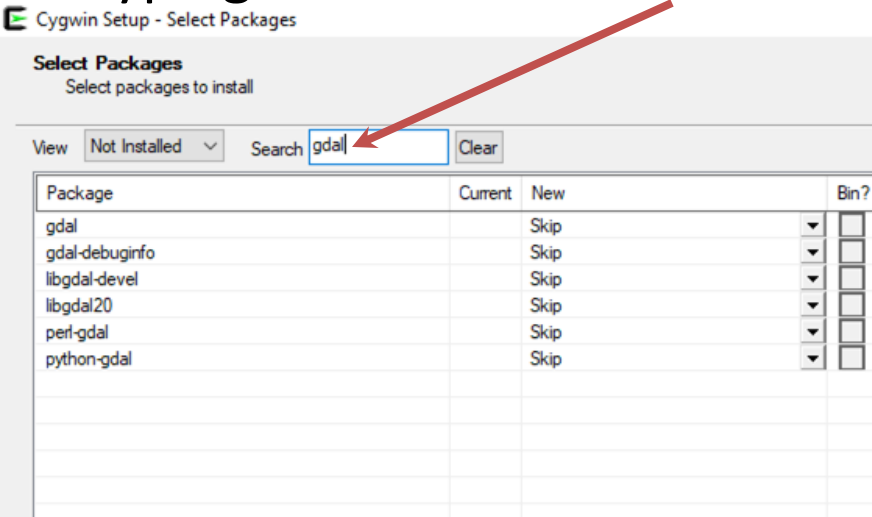 Cygwin Setup - Select Packages
Select Packages
Select packages to install
View Not Installed Search gdal Clear
Package Current New Bin?
gdal Skip
gdal-debuginfo Skip
libgdal-devel Skip
libgdal20 Skip
perl-gdal Skip
python-gdal Skip